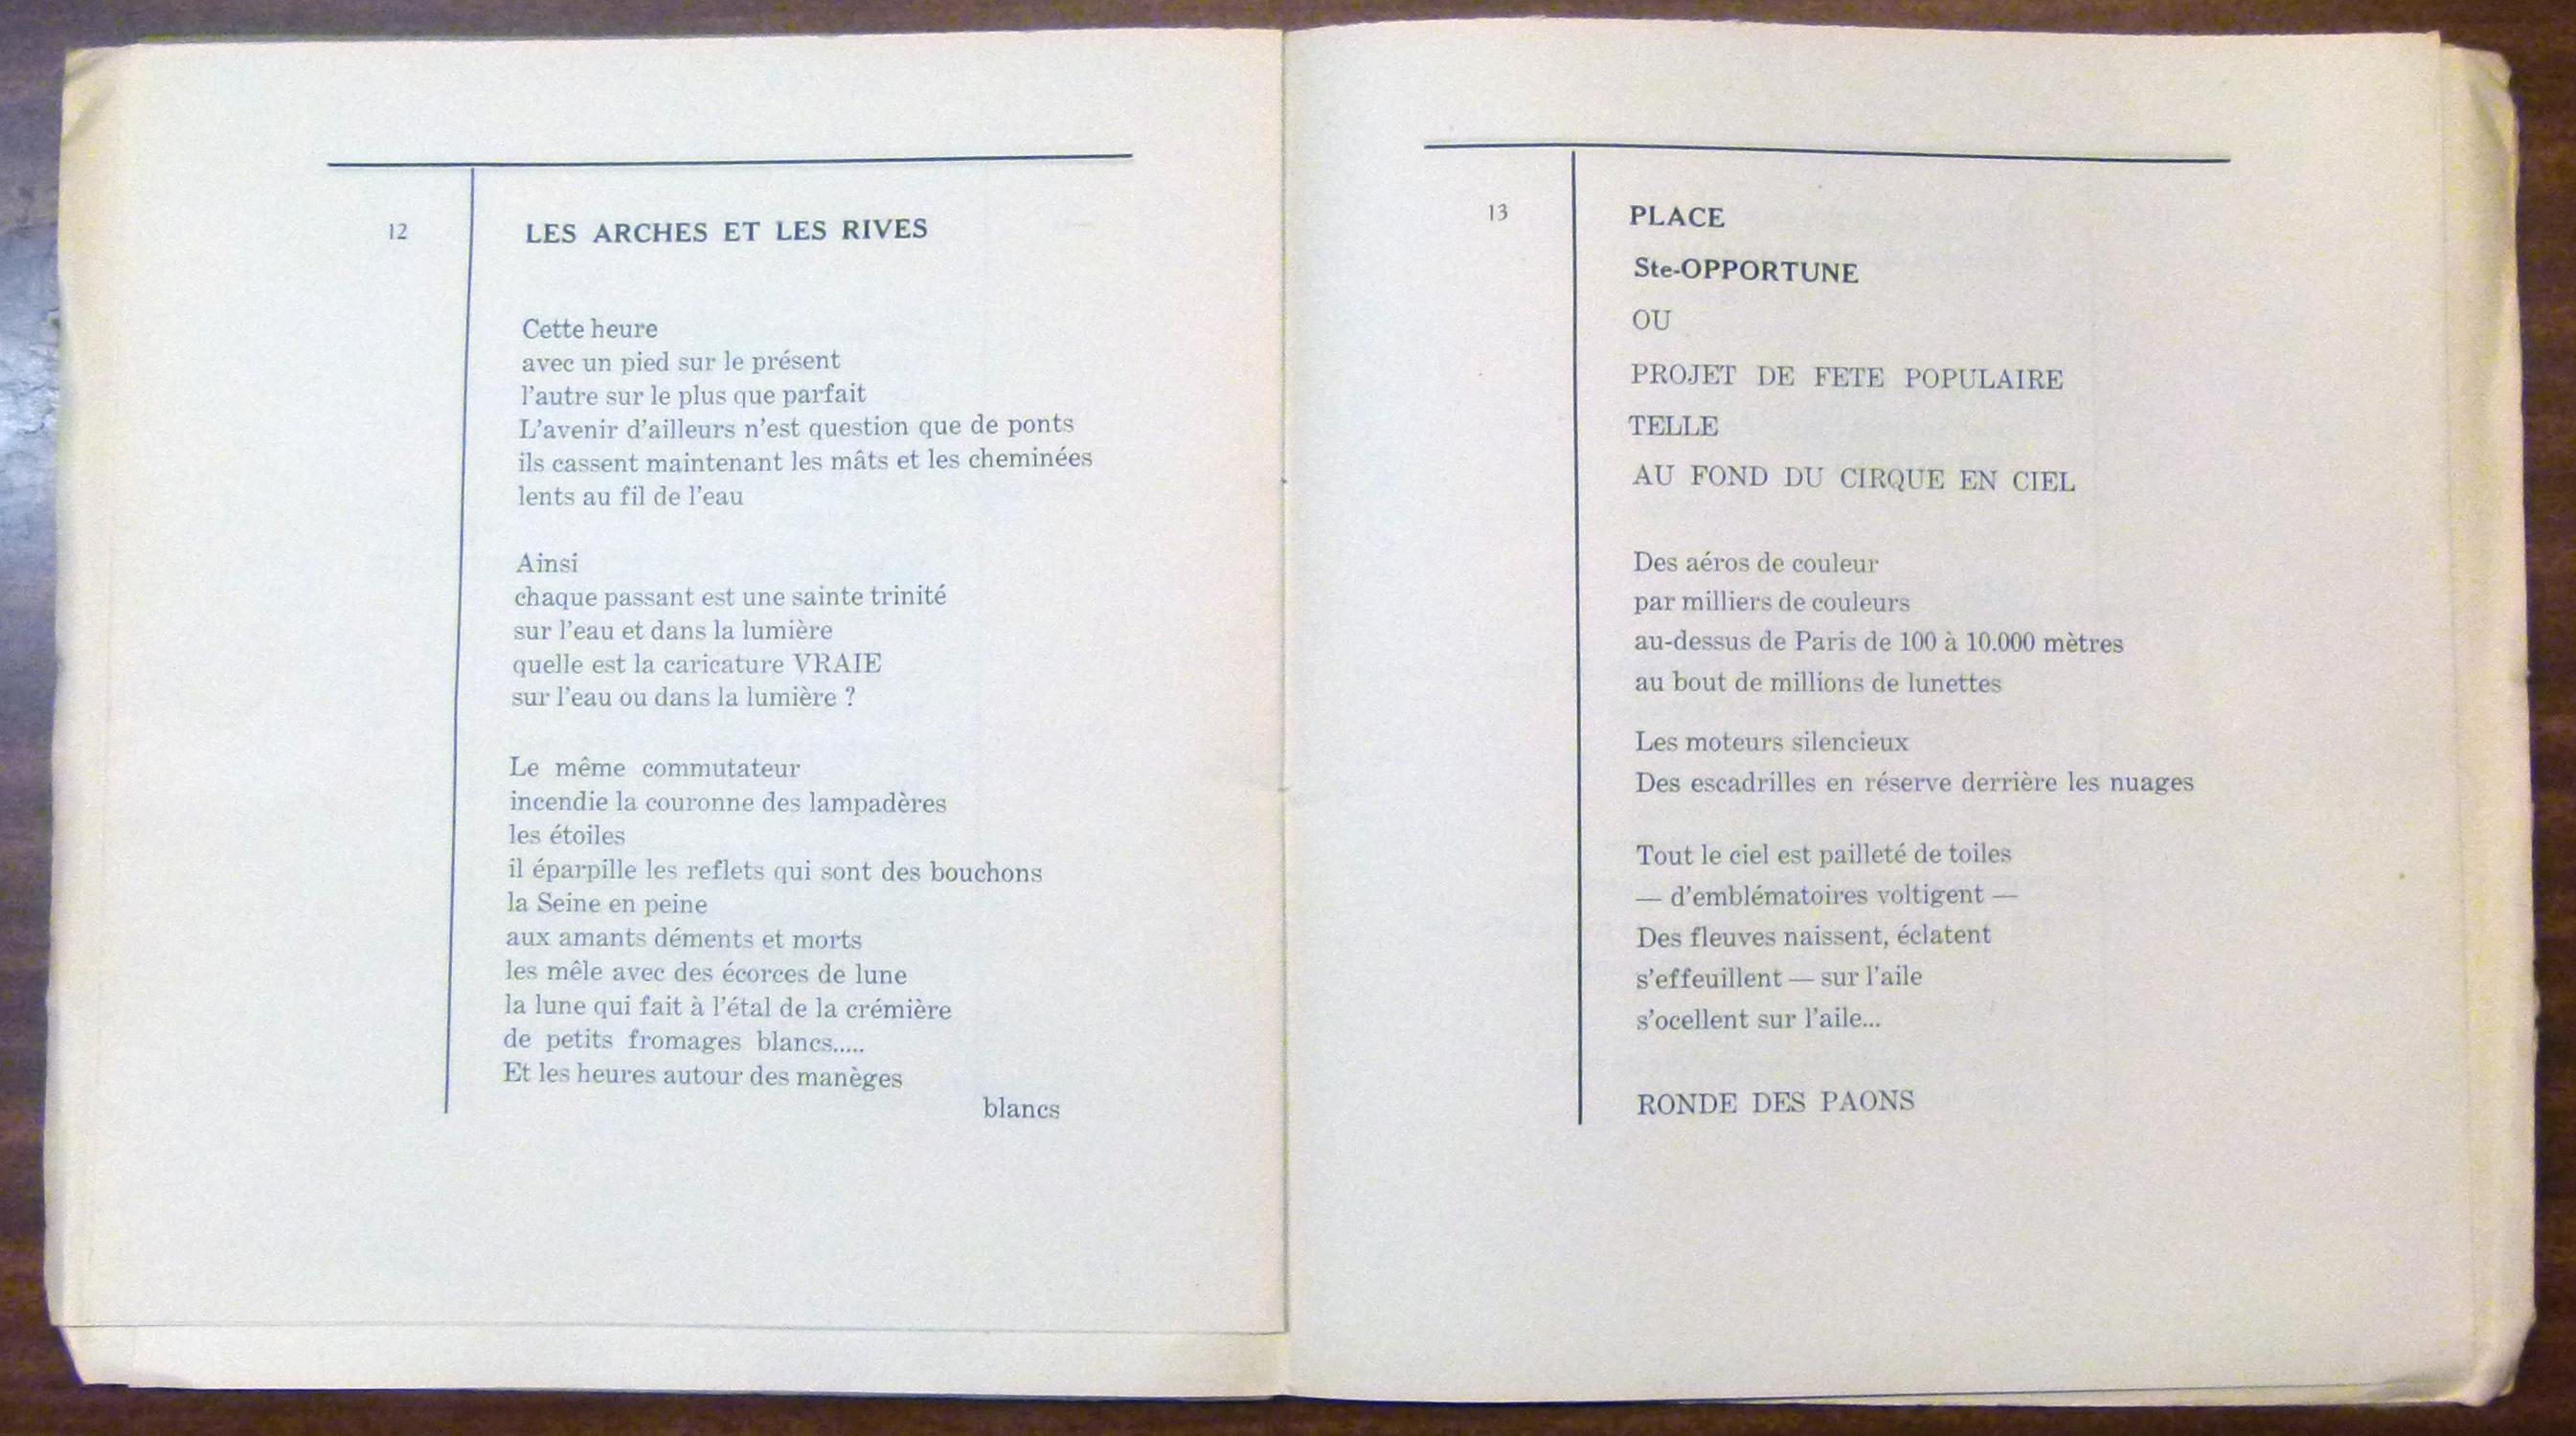 12
LES ARCHES ET LES RIVES
Cette heure
avec un pied sur le présent
l'autre sur le plus que parfait
L'avenir d'ailleurs n'est question que de ponts
ils cassent maintenant les mâts et les cheminées
lents au fil de l'eau
Ainsi
chaque passant est une sainte trinité
sur l'eau et dans la lumière
quelle est la caricature VRAIE
sur l'eau ou dans la lumière ?
Le même commutateur
incendie la couronne des lampadères
les étoiles
il éparpille les reflets qui sont des bouchons
la Seine en peine
aux amants déments et morts
les mêle avec des écorces de lune
la lune qui fait à l'étal de la crémière
de petits fromages blancs.....
Et les heures autour des manèges
blancs
13
PLACE
Ste-OPPORTUNE
OU
PROJET DE FETE POPULAIRE
TELLE
AU FOND DU CIRQUE EN CIEL
Des aéros de couleur
par milliers de couleurs
au-dessus de Paris de 100 à 10.000 mètres
au bout de millions de lunettes
Les moteurs silencieux
Des escadrilles en réserve derrière les nuages
Tout le ciel est pailleté de toiles
— d'emblématoires voltigent —
Des fleuves naissent, éclatent
s'effeuillent — sur l'aile
s'ocellent sur l'aile...
RONDE DES PAONS